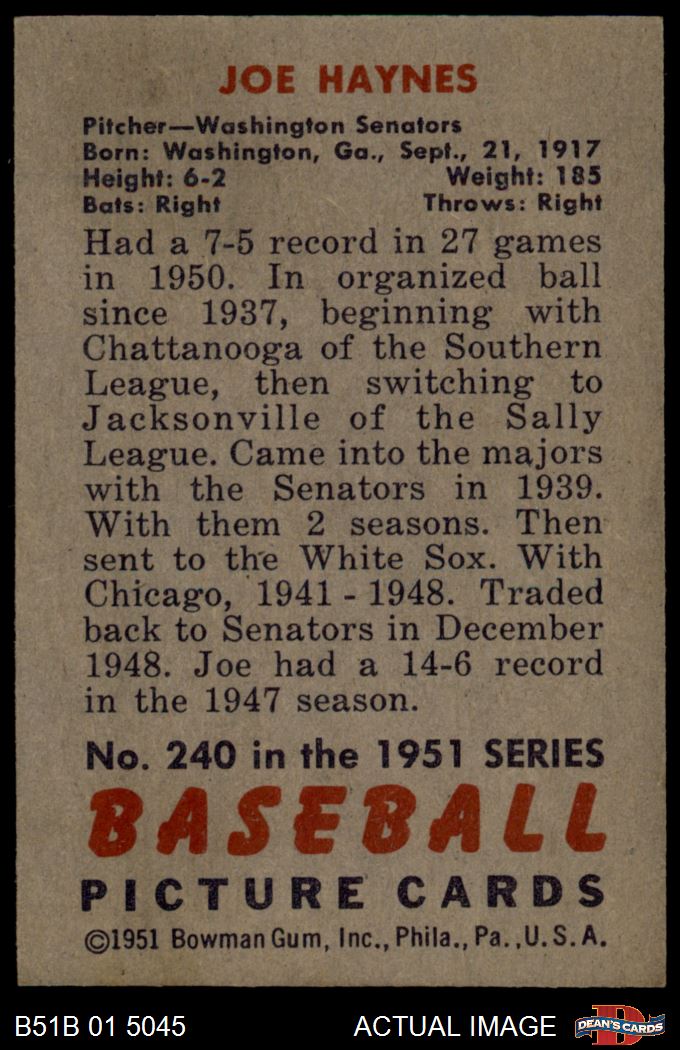 JOE HAYNES
Pitcher—Washington Senators
Born: Washington, Ga., Sept., 21, 1917
Height: 6-2 Weight: 185
Bats: Right Throws: Right
Had a 7-5 record in 27 games
in 1950. In organized ball
since 1937, beginning with
Chattanooga of the Southern
League, then switching to
Jacksonville of the Sally
League. Came into the majors
with the Senators in 1939.
With them 2 seasons. Then
sent to the White Sox. With
Chicago, 1941 - 1948. Traded
back to Senators in December
1948. Joe had a 14-6 record
in the 1947 season.
No. 240 in the 1951 SERIES
BASEBALL
PICTURE CARDS
©1951 Bowman Gum, Inc., Phila., Pa., U. S. A.
B51B 01 5045 ACTUAL IMAGE D DEAN'S CARDS